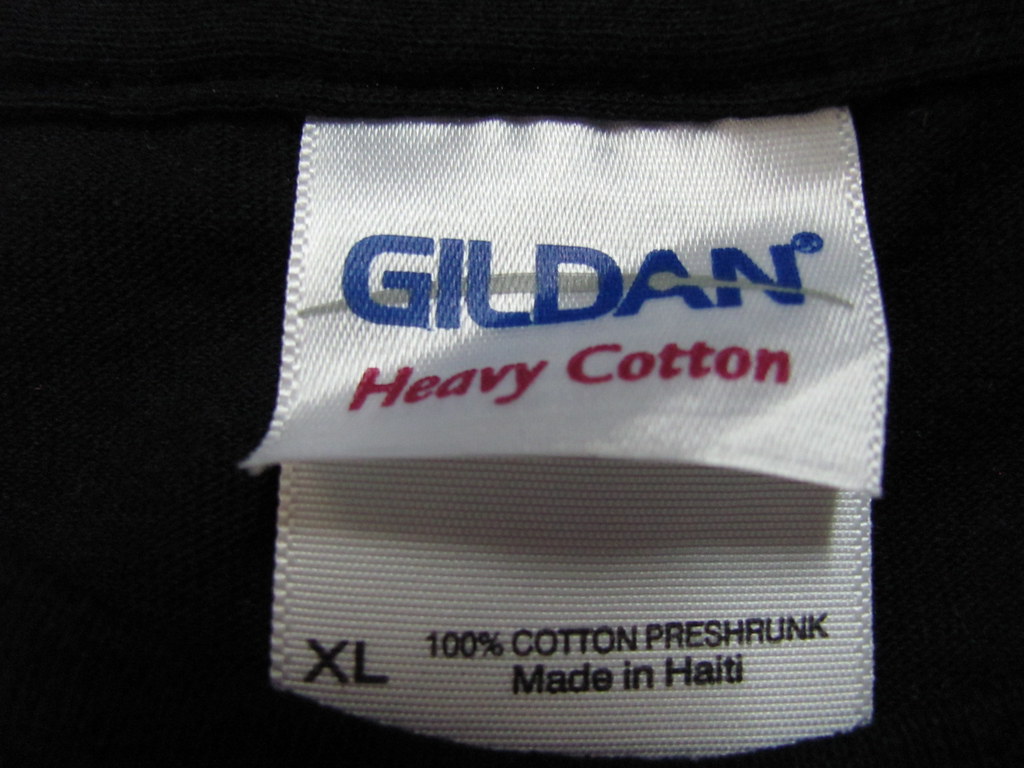 GILDAN®
Heavy Cotton
XL
100% COTTON PRESHRUNK
Made in Haiti